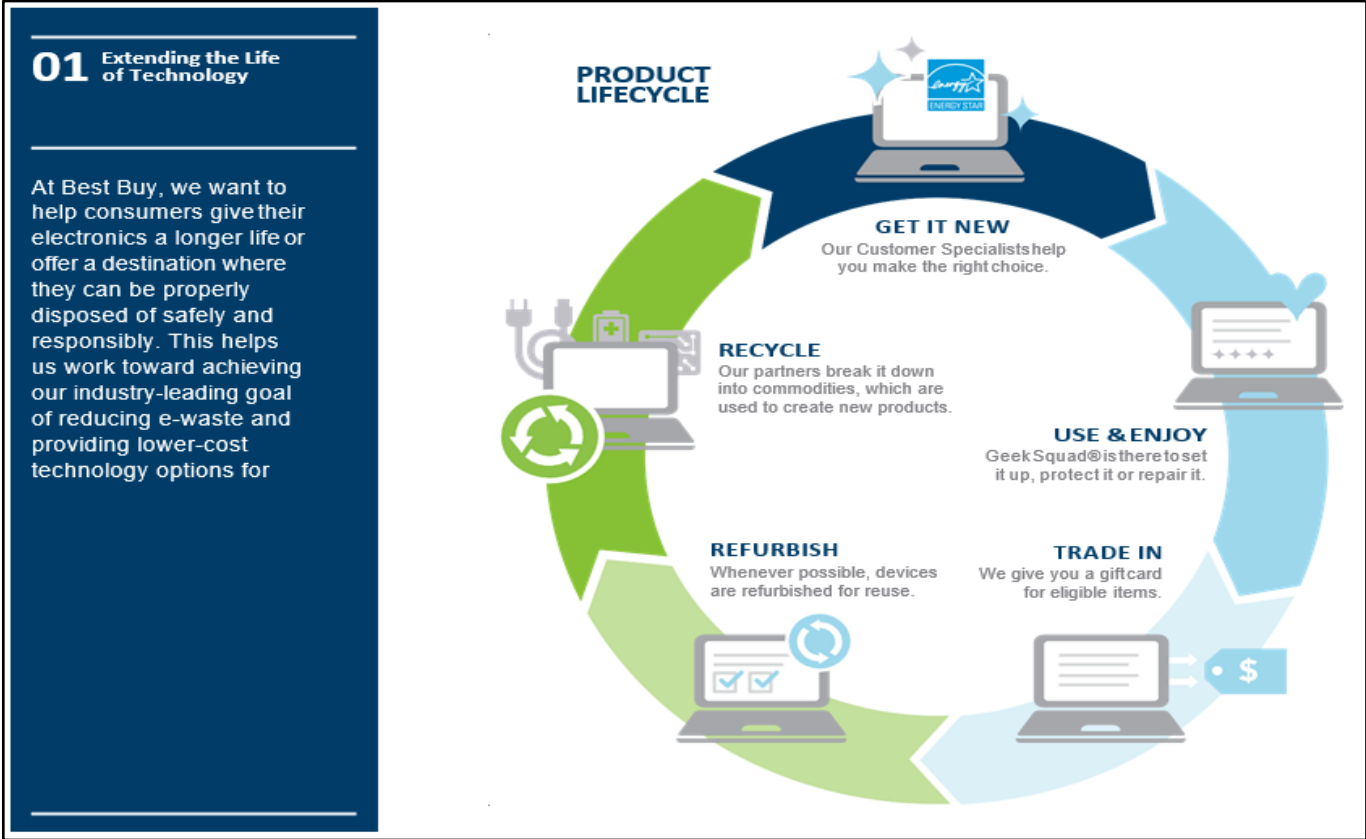 01 Extending the Life
of Technology
At Best Buy, we want to
help consumers give their
electronics a longer life or
offer a destination where
they can be properly
disposed of safely and
responsibly. This helps
us work toward achieving
our industry-leading goal
of reducing e-waste and
providing lower-cost
technology options for
PRODUCT
LIFECYCLE
energy
ENERGY STAR
GET IT NEW
Our Customer Specialists help
you make the right choice.
USE & ENJOY
Geek Squad® is there to set
it up, protect it or repair it.
TRADE IN
We give you a gift card
for eligible items.
$
REFURBISH
Whenever possible, devices
are refurbished for reuse.
RECYCLE
Our partners break it down
into commodities, which are
used to create new products.